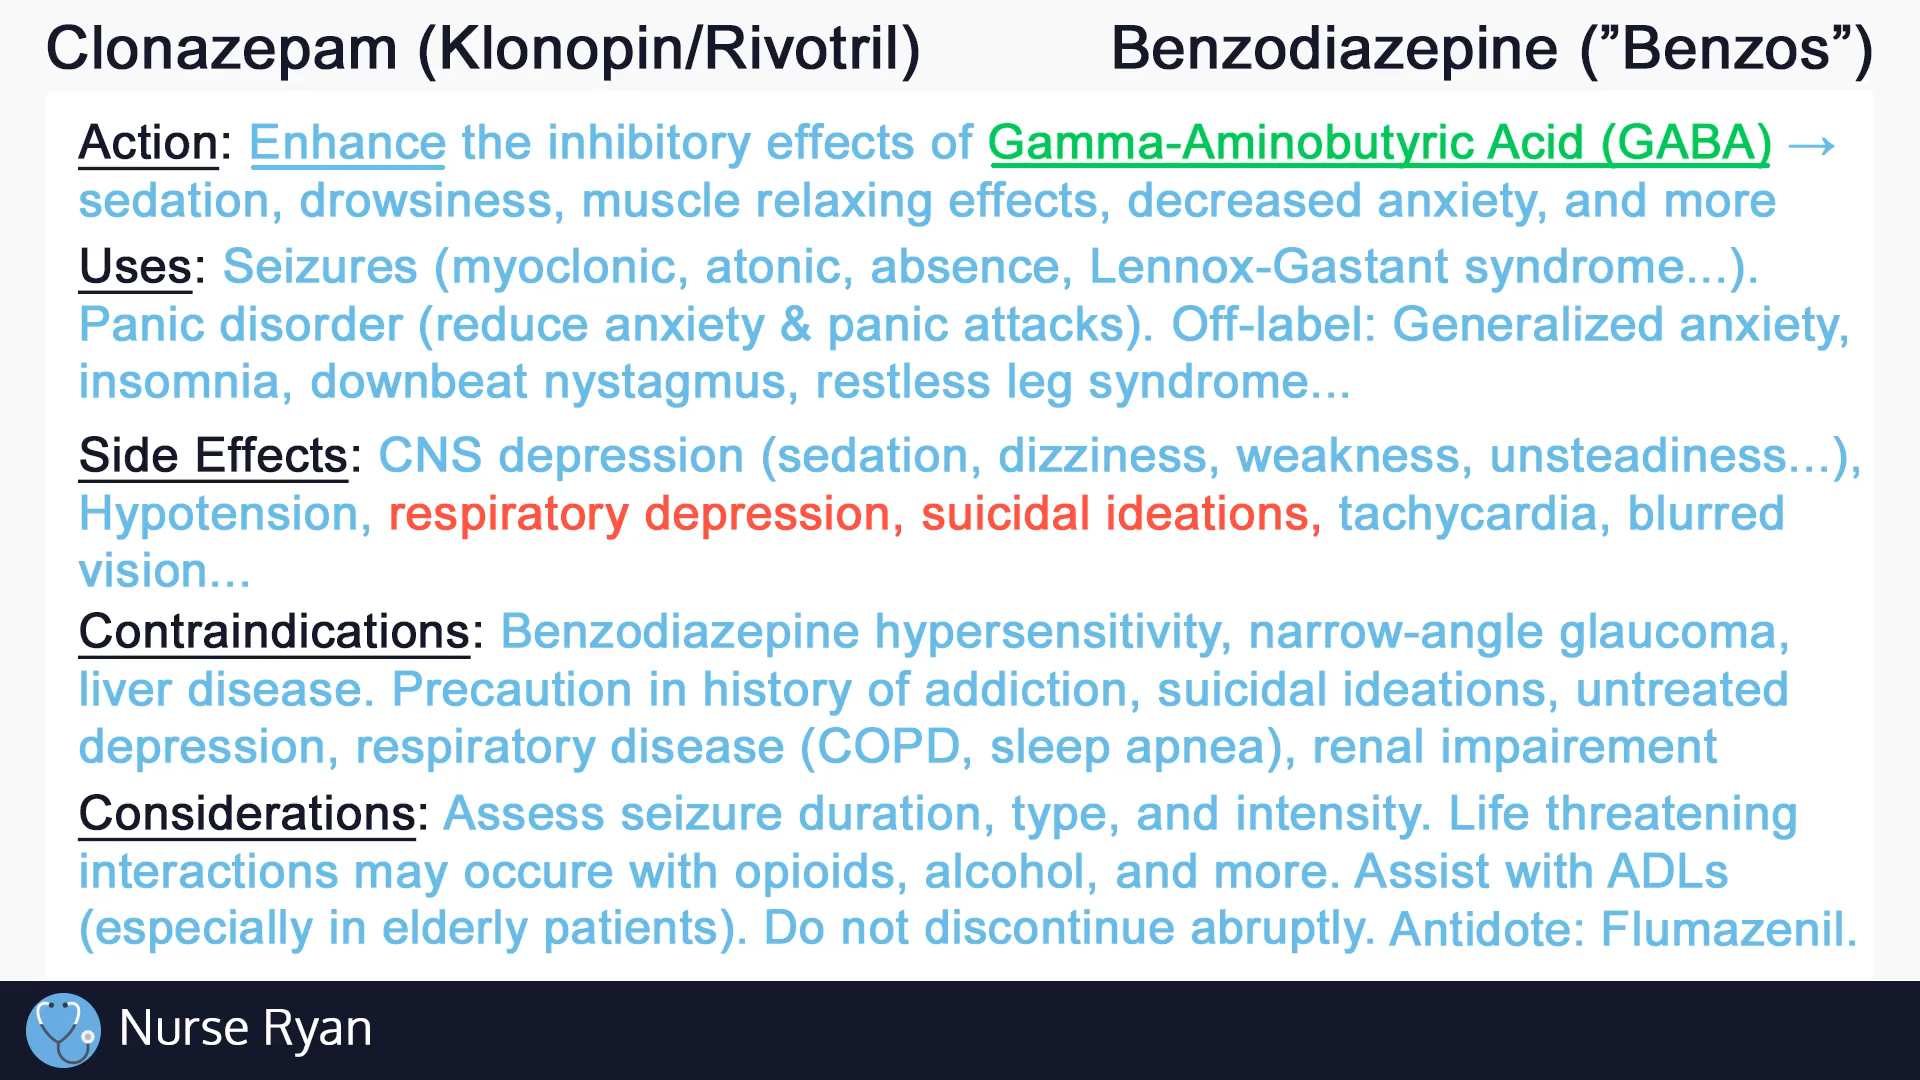 Clonazepam (Klonopin/Rivotril) Benzodiazepine (”Benzos”)
Action: Enhance the inhibitory effects of Gamma-Aminobutyric Acid (GABA) →
sedation, drowsiness, muscle relaxing effects, decreased anxiety, and more
Uses: Seizures (myoclonic, atonic, absence, Lennox-Gastant syndrome...).
Panic disorder (reduce anxiety & panic attacks). Off-label: Generalized anxiety,
insomnia, downbeat nystagmus, restless leg syndrome...
Side Effects: CNS depression (sedation, dizziness, weakness, unsteadiness...),
Hypotension, respiratory depression, suicidal ideations, tachycardia, blurred
vision...
Contraindications: Benzodiazepine hypersensitivity, narrow-angle glaucoma,
liver disease. Precaution in history of addiction, suicidal ideations, untreated
depression, respiratory disease (COPD, sleep apnea), renal impairement
Considerations: Assess seizure duration, type, and intensity. Life threatening
interactions may occure with opioids, alcohol, and more. Assist with ADLs
(especially in elderly patients). Do not discontinue abruptly. Antidote: Flumazenil.
Nurse Ryan